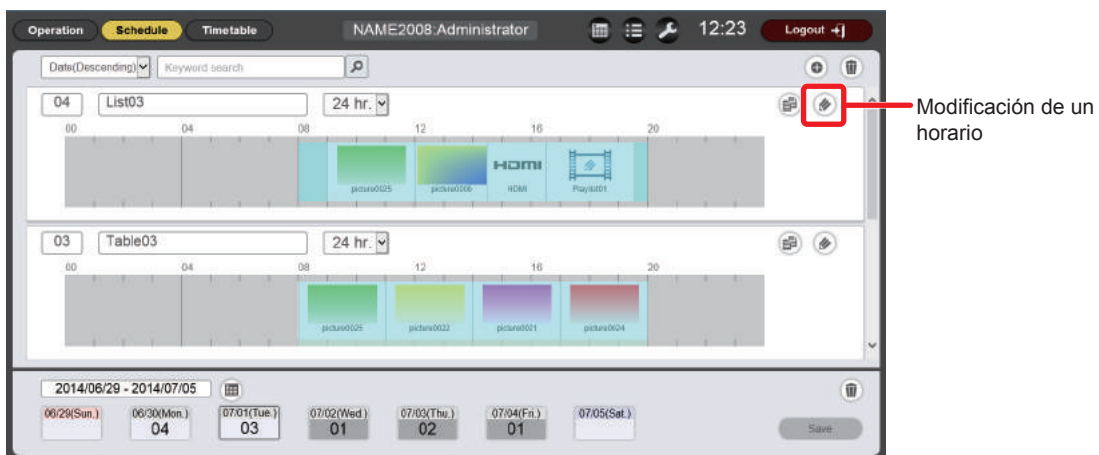 Operation Schedule Timetable NAME2008:Administrator 12:23 Logout
Date(Descending) Keyword search
04 List03 24 hr.
00 04 08 12 16 20
HDMI
picture0025 picture0006 HDMI Playlist01
03 Table03 24 hr.
00 04 08 12 16 20
picture0025 picture0022 picture0021 picture0024
2014/06/29 - 2014/07/05
06/29(Sun.) 06/30(Mon.) 07/01(Tue.) 07/02(Wed.) 07/03(Thu.) 07/04(Fri.) 07/05(Sat.)
04 03 01 02 01
Save
Modificación de un
horario